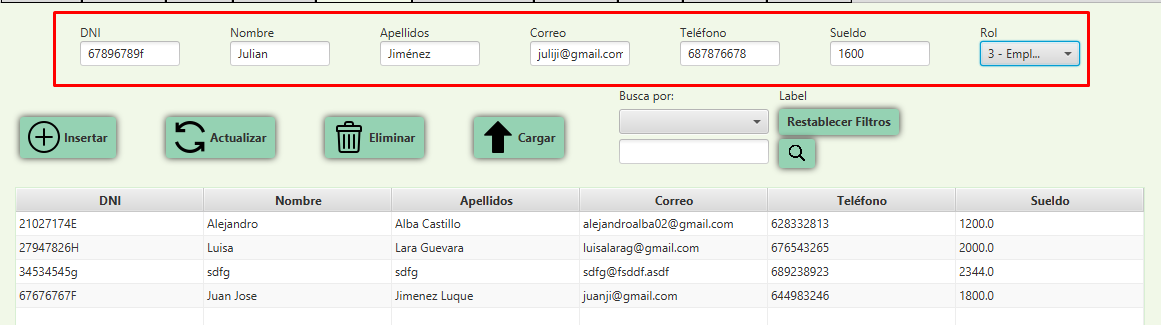 DNI Nombre Apellidos Correo Teléfono Sueldo Rol
67896789f Julian Jiménez juliji@gmail.com 687876678 1600 3 - Empl...
Busca por: Label
Insertar Actualizar Eliminar Cargar Restablecer Filtros
DNI Nombre Apellidos Correo Teléfono Sueldo
21027174E Alejandro Alba Castillo alejandroalba02@gmail.com 628332813 1200.0
27947826H Luisa Lara Guevara luisalarag@gmail.com 676543265 2000.0
34534545g sdfg sdfg sdfg@fsddf.asdf 689238923 2344.0
67676767F Juan Jose Jimenez Luque juanji@gmail.com 644983246 1800.0